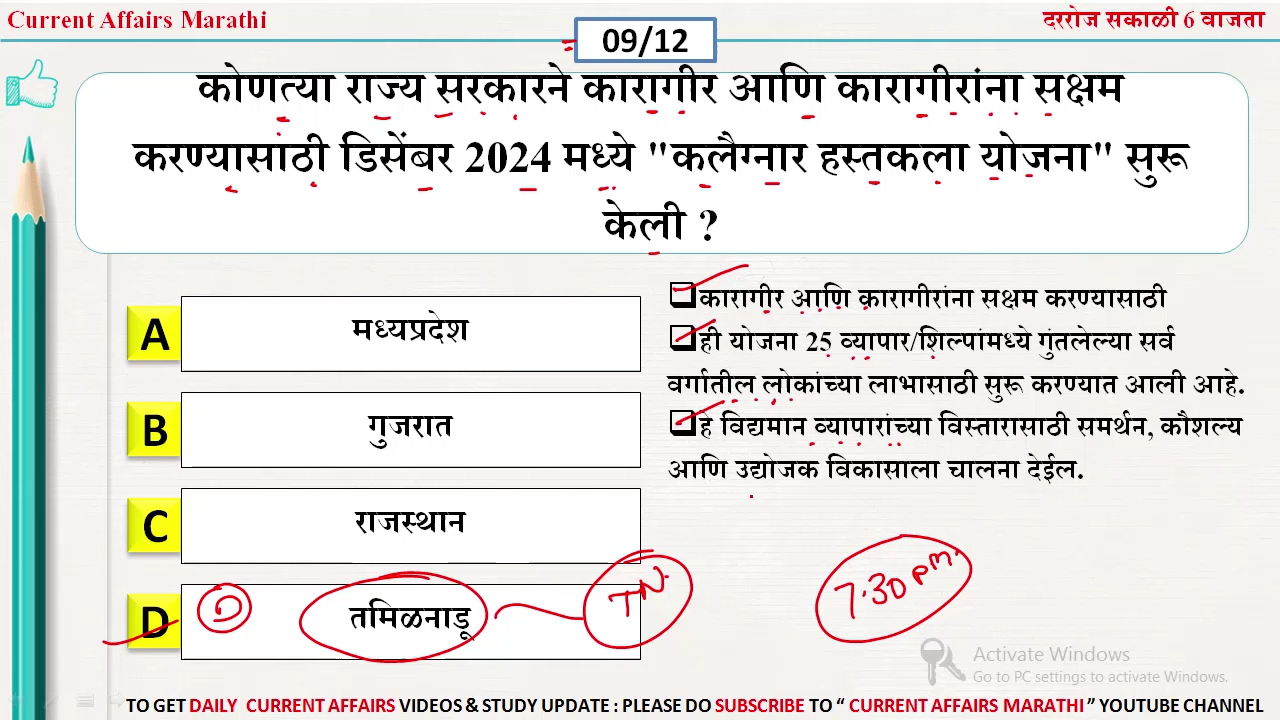 Current Affairs Marathi
दररोज सकाळी 6 वाजता
09/12
कोणत्या राज्य सरकारने कारागीर आणि कारागीरांना सक्षम
करण्यासाठी डिसेंबर 2024 मध्ये "कलैग्नार हस्तकला योजना" सुरू
केली ?
कारागीर आणि कारागीरांना सक्षम करण्यासाठी
ही योजना 25 व्यापार/शिल्पांमध्ये गुंतलेल्या सर्व
वर्गातील लोकांच्या लाभासाठी सुरू करण्यात आली आहे.
हे विद्यमान व्यापारांच्या विस्तारासाठी समर्थन, कौशल्य
आणि उद्योजक विकासाला चालना देईल.
A मध्यप्रदेश
B गुजरात
C राजस्थान
D D तमिळनाडू TN.
7.30 pm.
Activate Windows
Go to PC settings to activate Windows.
TO GET DAILY CURRENT AFFAIRS VIDEOS & STUDY UPDATE : PLEASE DO SUBSCRIBE TO “ CURRENT AFFAIRS MARATHI ” YOUTUBE CHANNEL